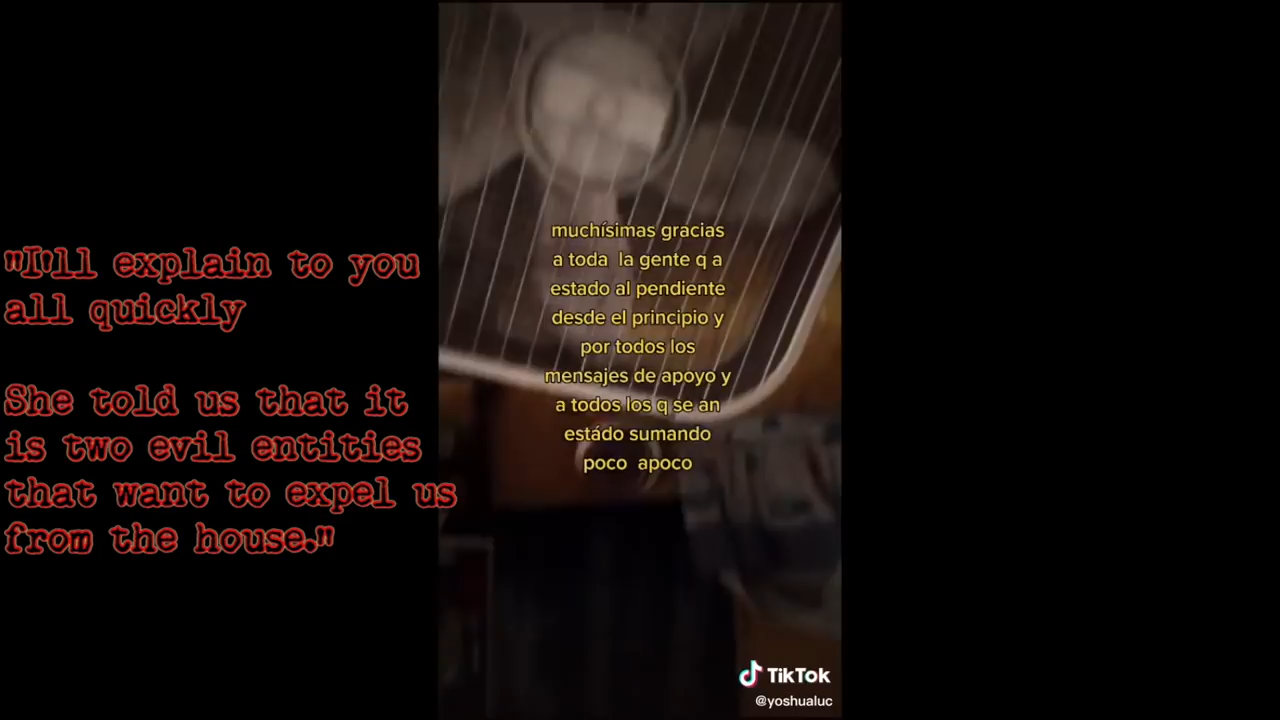 "I'll explain to you
all quickly
She told us that it
is two evil entities
that want to expel us
from the house."
muchísimas gracias
a toda la gente q a
estado al pendiente
desde el principio y
por todos los
mensajes de apoyo y
a todos los q se an
estádo sumando
poco apoco
TikTok
@yoshualuc